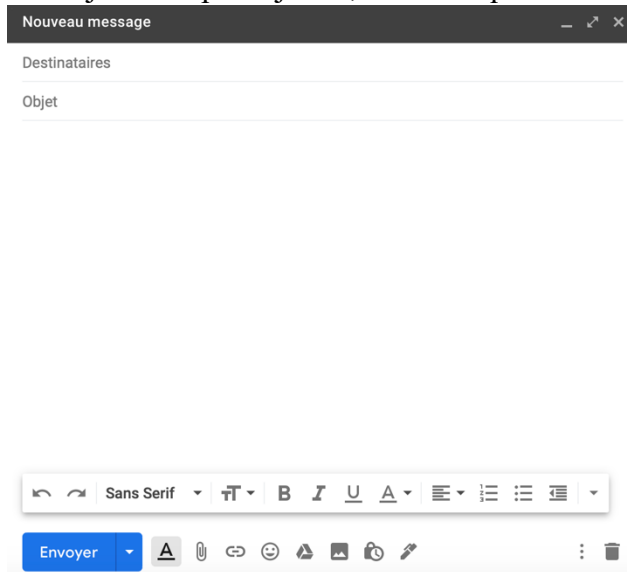 Nouveau message
Destinataires
Objet
Sans Serif
Envoyer